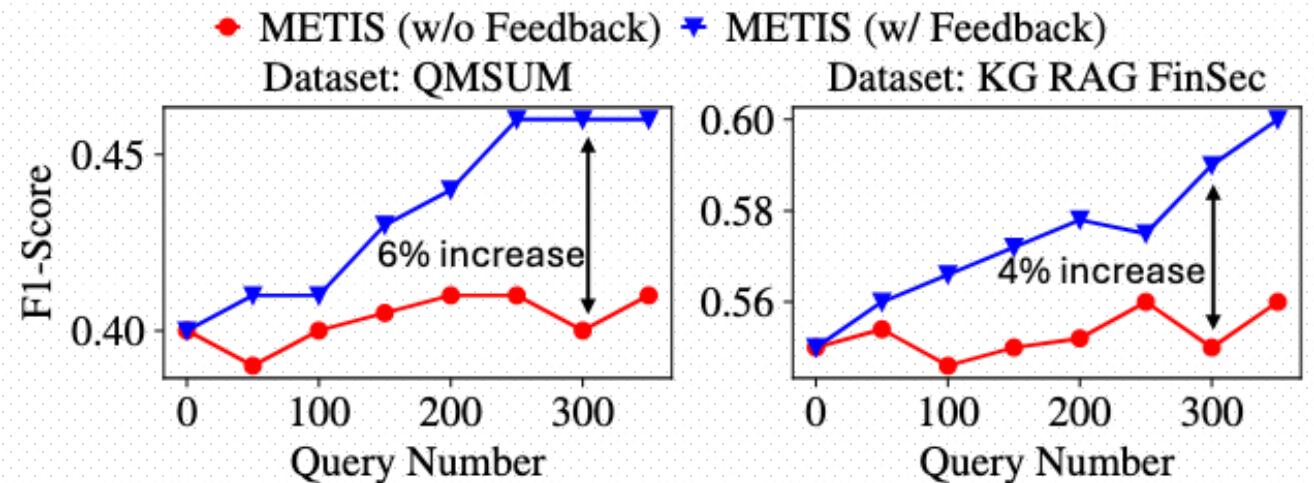 METIS (w/o Feedback) METIS (w/ Feedback)
Dataset: QMSUM
Dataset: KG RAG FinSec
F1-Score
0.45
0.40
6% increase
0 100 200 300
Query Number
0.60
0.58
0.56
4% increase
0 100 200 300
Query Number